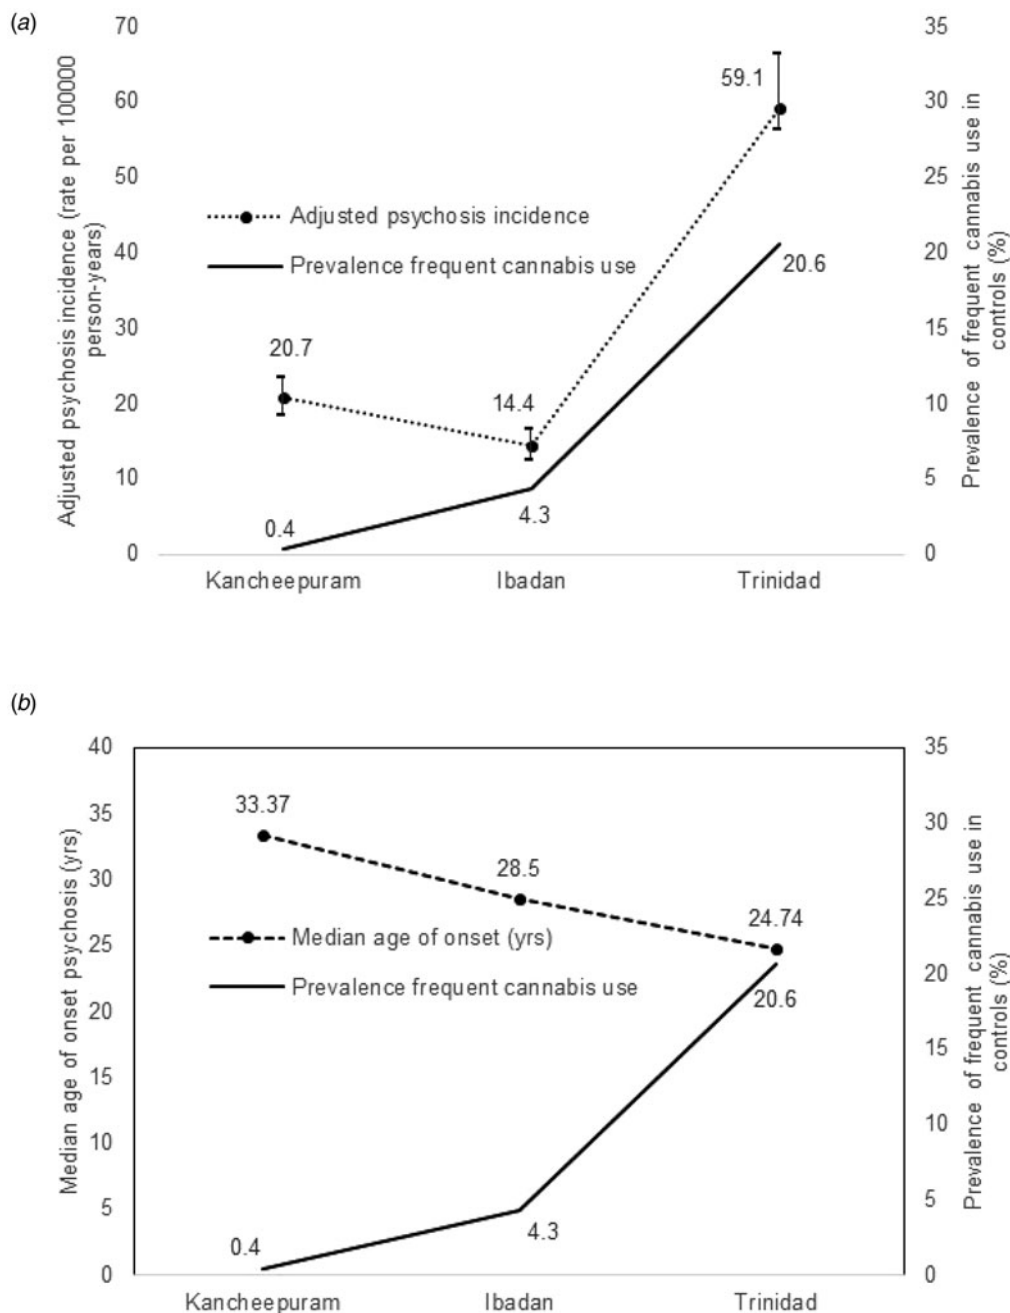 (a)
Adjusted psychosis incidence (rate per 100000
person-years)
70
60
50
40
30
20
10
0
59.1
Adjusted psychosis incidence
Prevalence frequent cannabis use
20.6
20.7
14.4
0.4
4.3
Kancheepuram
Ibadan
Trinidad
35
30
25
20
15
10
5
0
Prevalence of frequent cannabis use in
controls (%)
(b)
Median age of onset psychosis (yrs)
40
35
30
25
20
15
10
5
0
33.37
28.5
24.74
Median age of onset (yrs)
Prevalence frequent cannabis use
20.6
0.4
4.3
Kancheepuram
Ibadan
Trinidad
35
30
25
20
15
10
5
0
Prevalence of frequent cannabis use in
controls (%)